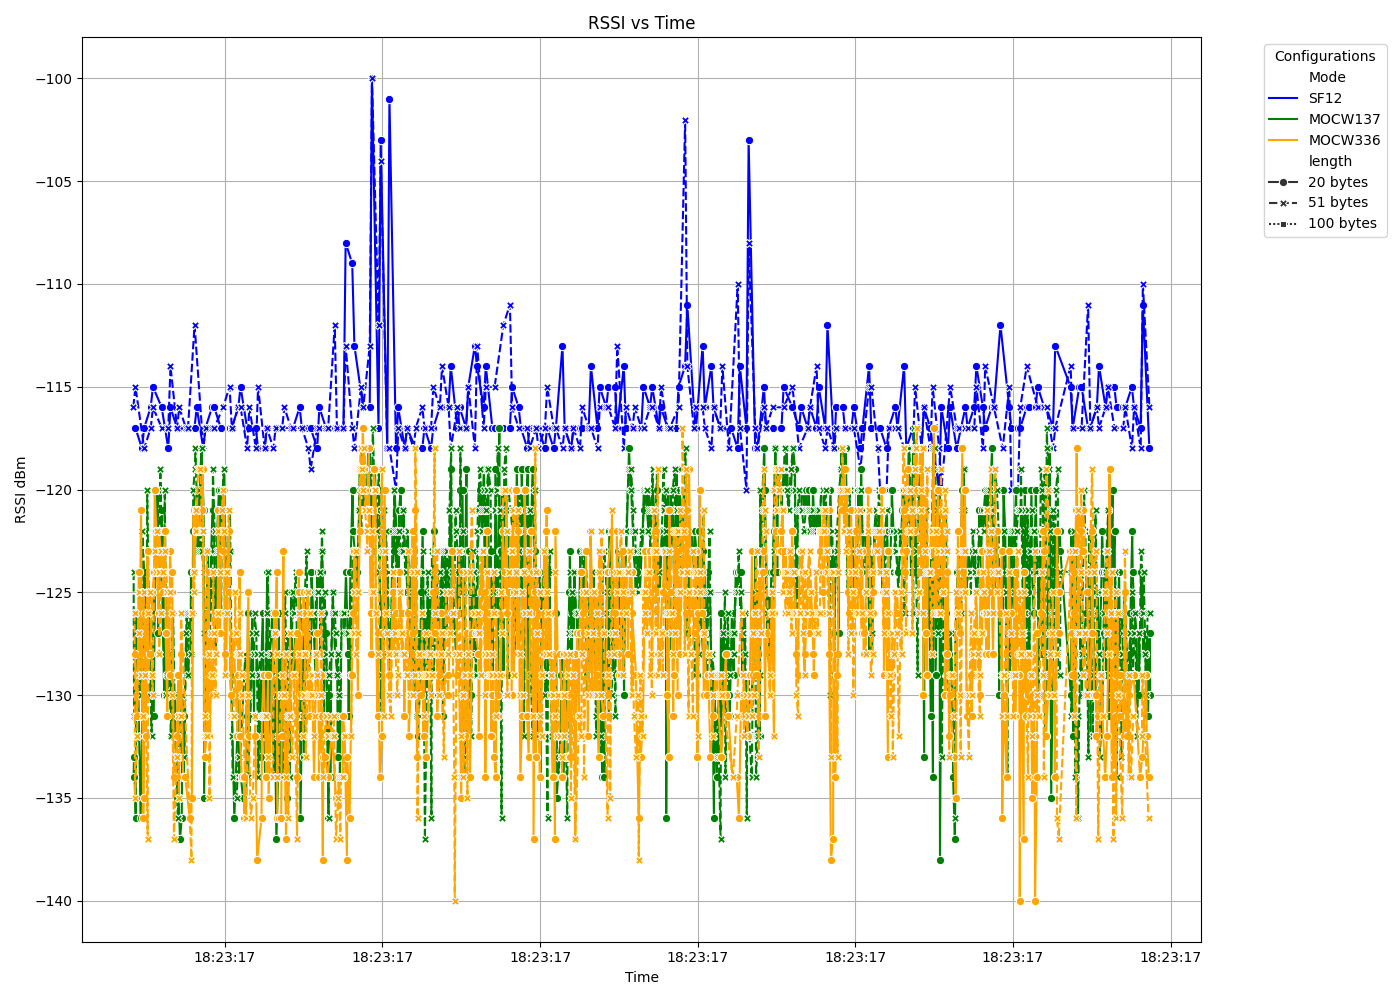 RSSI vs Time
Configurations
Mode
SF12
MOCW137
MOCW336
length
20 bytes
51 bytes
100 bytes
RSSI dBm
−100
−105
−110
−115
−120
−125
−130
−135
−140
18:23:17 18:23:17 18:23:17 18:23:17 18:23:17 18:23:17 18:23:17
Time